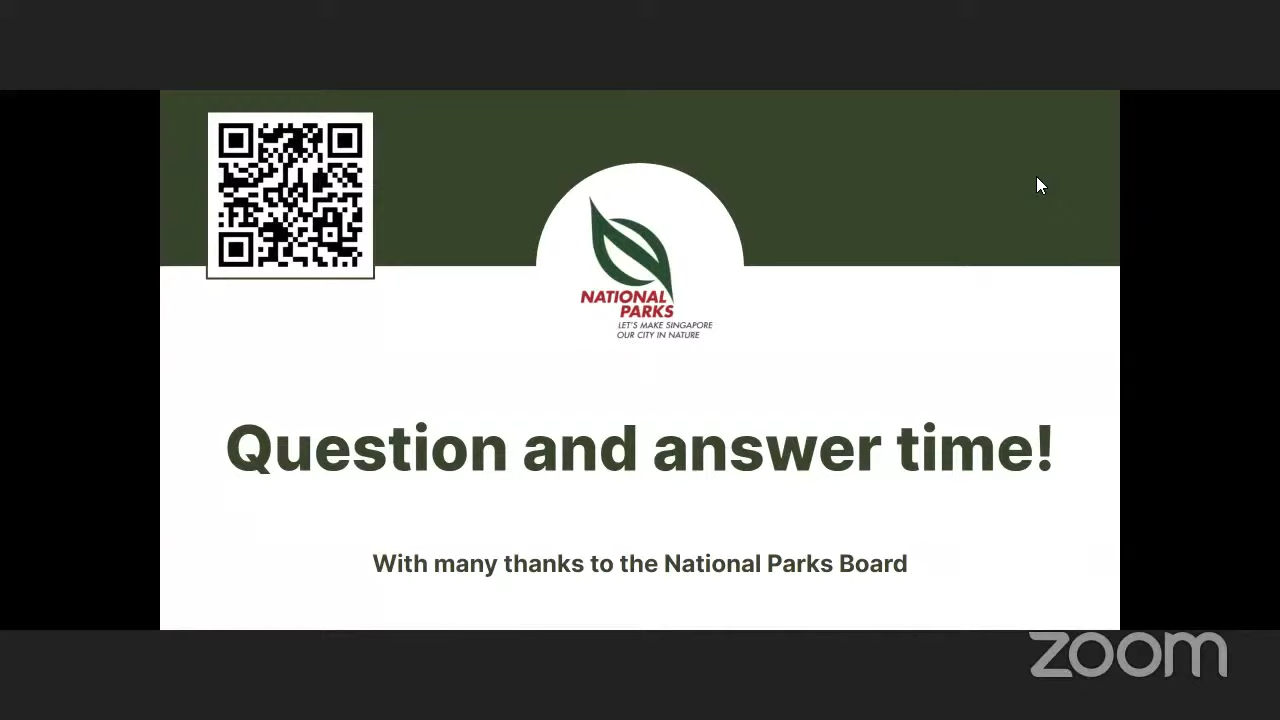 NATIONAL
PARKS
LET'S MAKE SINGAPORE
OUR CITY IN NATURE
Question and answer time!
With many thanks to the National Parks Board
zoom